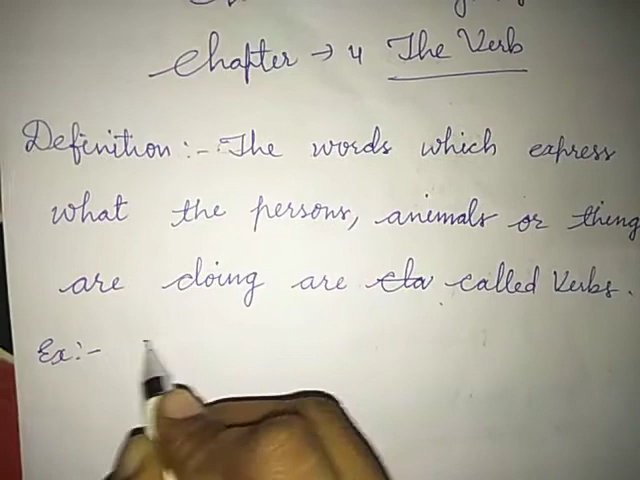 Chapter → 4 The Verb
Definition :- The words which express
what the persons, animals or thing
are doing are called Verbs.
Ex :-